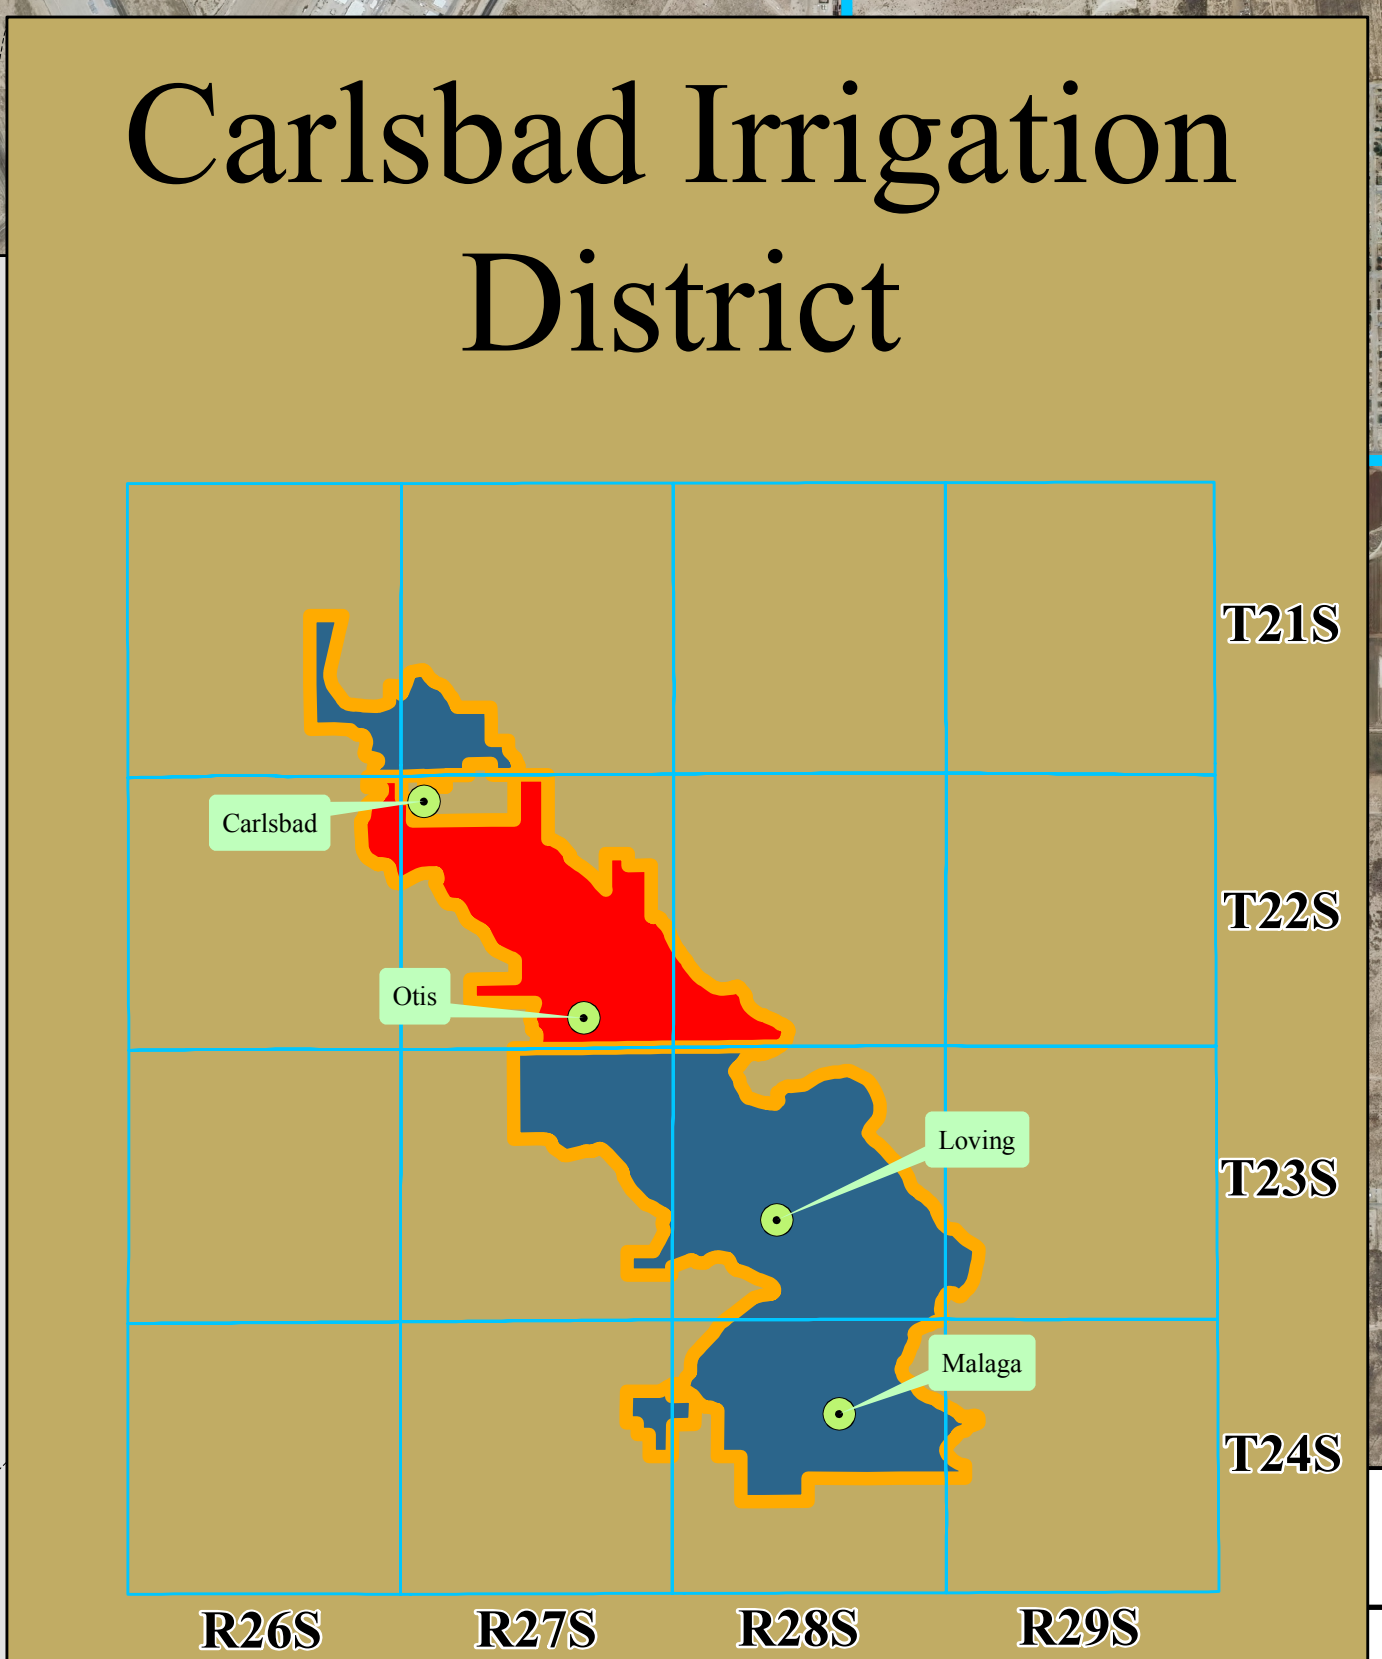 Carlsbad Irrigation
District
T21S
Carlsbad
T22S
Otis
Loving
T23S
Malaga
T24S
R26S R27S R28S R29S